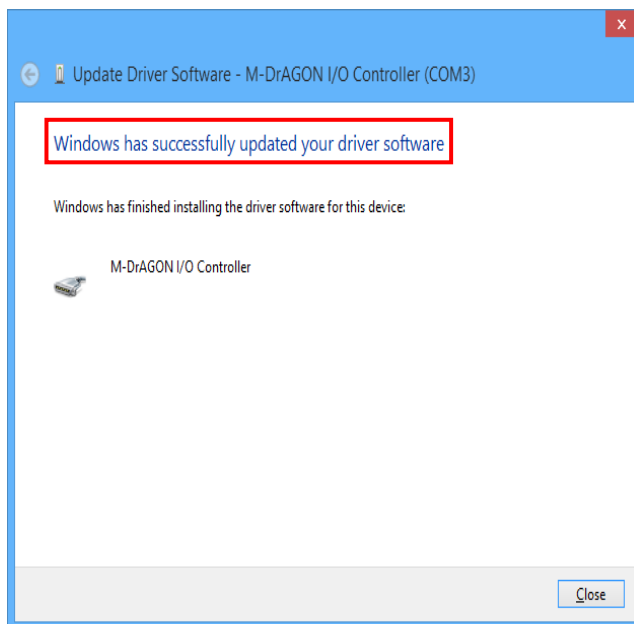 x
Update Driver Software - M-DrAGON I/O Controller (COM3)
Windows has successfully updated your driver software
Windows has finished installing the driver software for this device:
M-DrAGON I/O Controller
Close